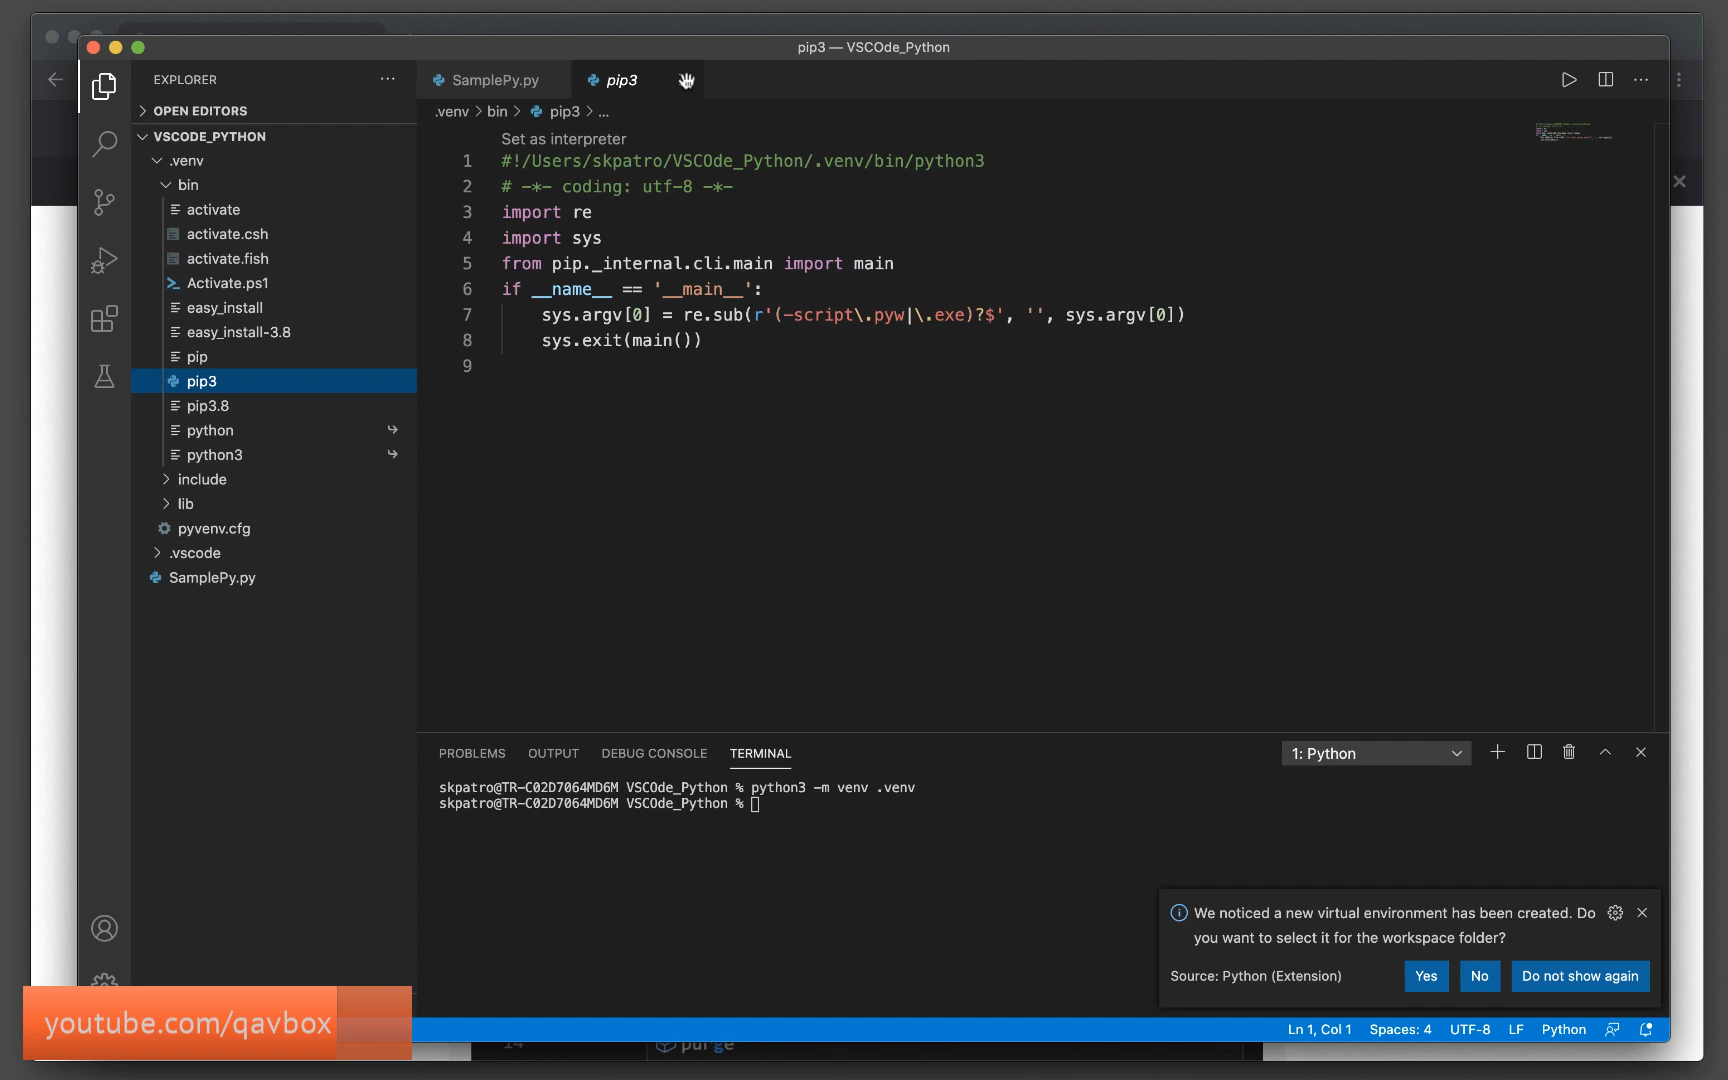 pip3 — VSCOde_Python
EXPLORER
SamplePy.py
pip3
OPEN EDITORS
.venv > bin > pip3 > ...
VSCODE_PYTHON
Set as interpreter
.venv
bin
activate
activate.csh
activate.fish
Activate.ps1
easy_install
easy_install-3.8
pip
pip3
pip3.8
python
python3
include
lib
pyvenv.cfg
.vscode
SamplePy.py
1 #!/Users/skpatro/VSCOde_Python/.venv/bin/python3
2 # -*- coding: utf-8 -*-
3 import re
4 import sys
5 from pip._internal.cli.main import main
6 if __name__ == '__main__':
7 sys.argv[0] = re.sub(r'(-script\.pyw|\.exe)?$', '', sys.argv[0])
8 sys.exit(main())
9
PROBLEMS OUTPUT DEBUG CONSOLE TERMINAL
1: Python
skpatro@TR-C02D7064MD6M VSCOde_Python % python3 -m venv .venv
skpatro@TR-C02D7064MD6M VSCOde_Python %
We noticed a new virtual environment has been created. Do
you want to select it for the workspace folder?
Source: Python (Extension) Yes No Do not show again
youtube.com/qavbox
Ln 1, Col 1 Spaces: 4 UTF-8 LF Python
14 purge